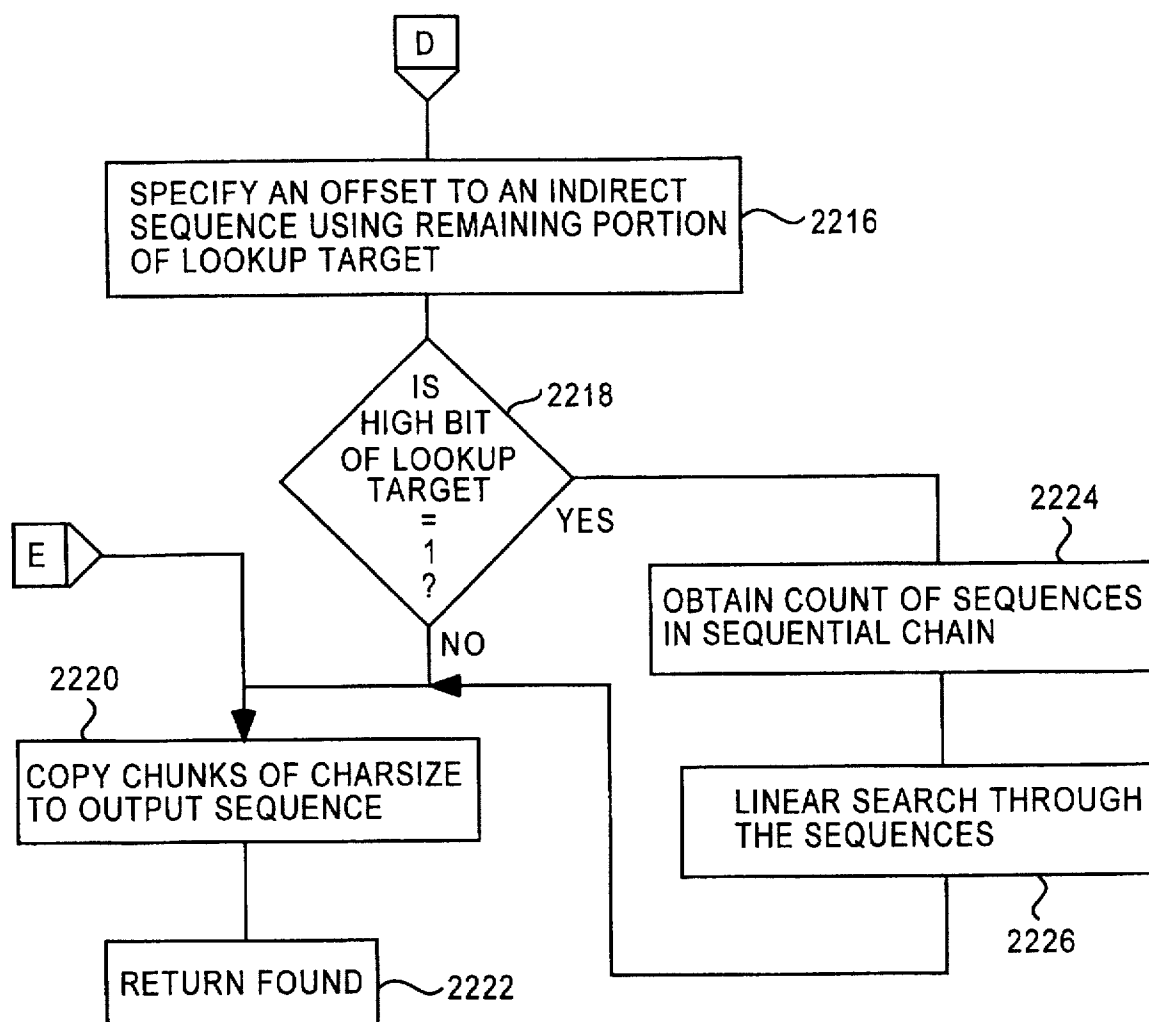 D
SPECIFY AN OFFSET TO AN INDIRECT
SEQUENCE USING REMAINING PORTION
OF LOOKUP TARGET
2216
IS
HIGH BIT
OF LOOKUP
TARGET
=
1
?
2218
YES
NO
E
2224
OBTAIN COUNT OF SEQUENCES
IN SEQUENTIAL CHAIN
2220
COPY CHUNKS OF CHARSIZE
TO OUTPUT SEQUENCE
LINEAR SEARCH THROUGH
THE SEQUENCES
2226
RETURN FOUND
2222